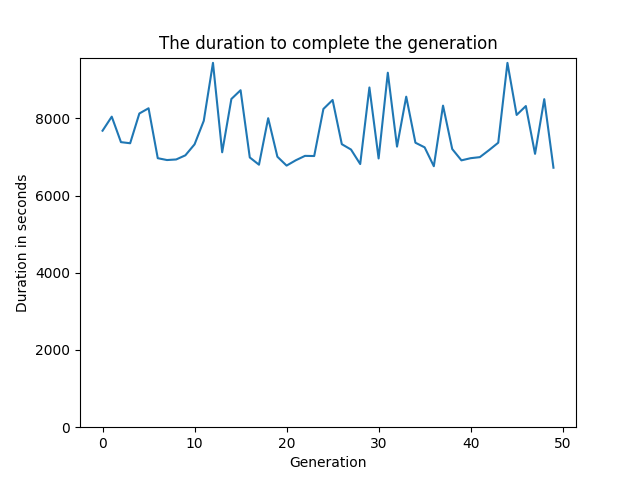 The duration to complete the generation
Duration in seconds
8000
6000
4000
2000
0
0 10 20 30 40 50
Generation